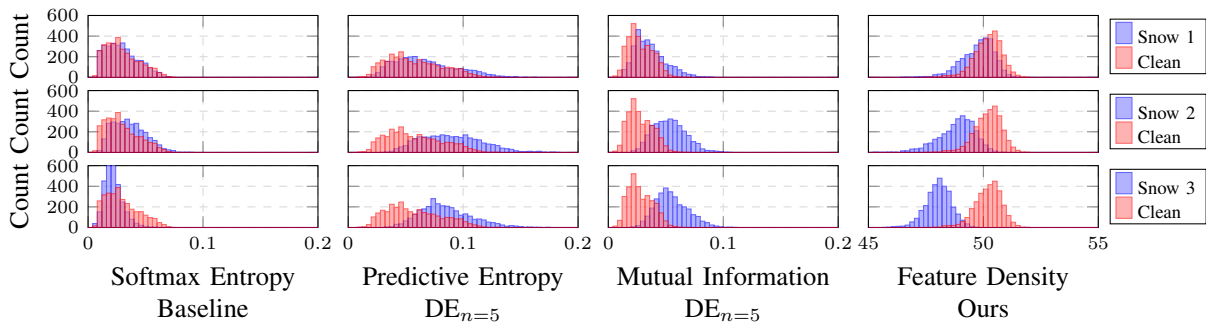 600
400
200
0
Count
Snow 1
Clean
600
400
200
0
Count
Snow 2
Clean
600
400
200
0
Count
Snow 3
Clean
0 0.1 0.2 0 0.1 0.2 0 0.1 0.2 45 50 55
Softmax Entropy Predictive Entropy Mutual Information Feature Density
Baseline DEₙ₌₅ DEₙ₌₅ Ours